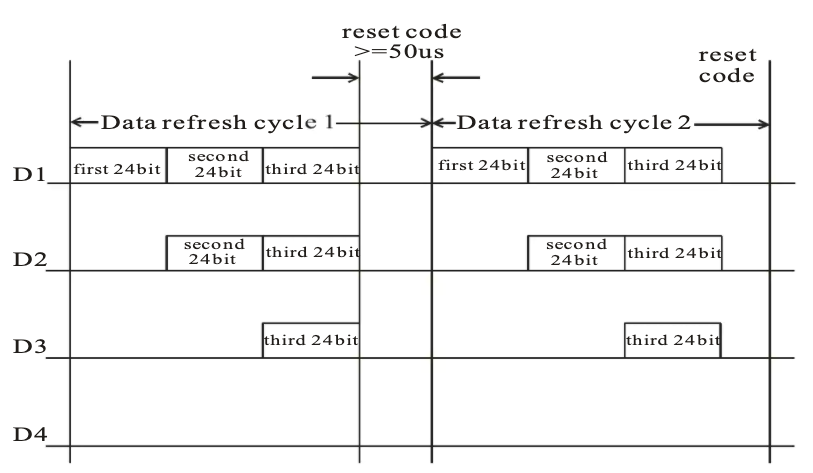 reset code
>=50us
reset
code
Data refresh cycle 1
Data refresh cycle 2
D1
first 24bit
second
24bit
third 24bit
first 24bit
second
24bit
third 24bit
D2
second
24bit
third 24bit
second
24bit
third 24bit
D3
third 24bit
third 24bit
D4